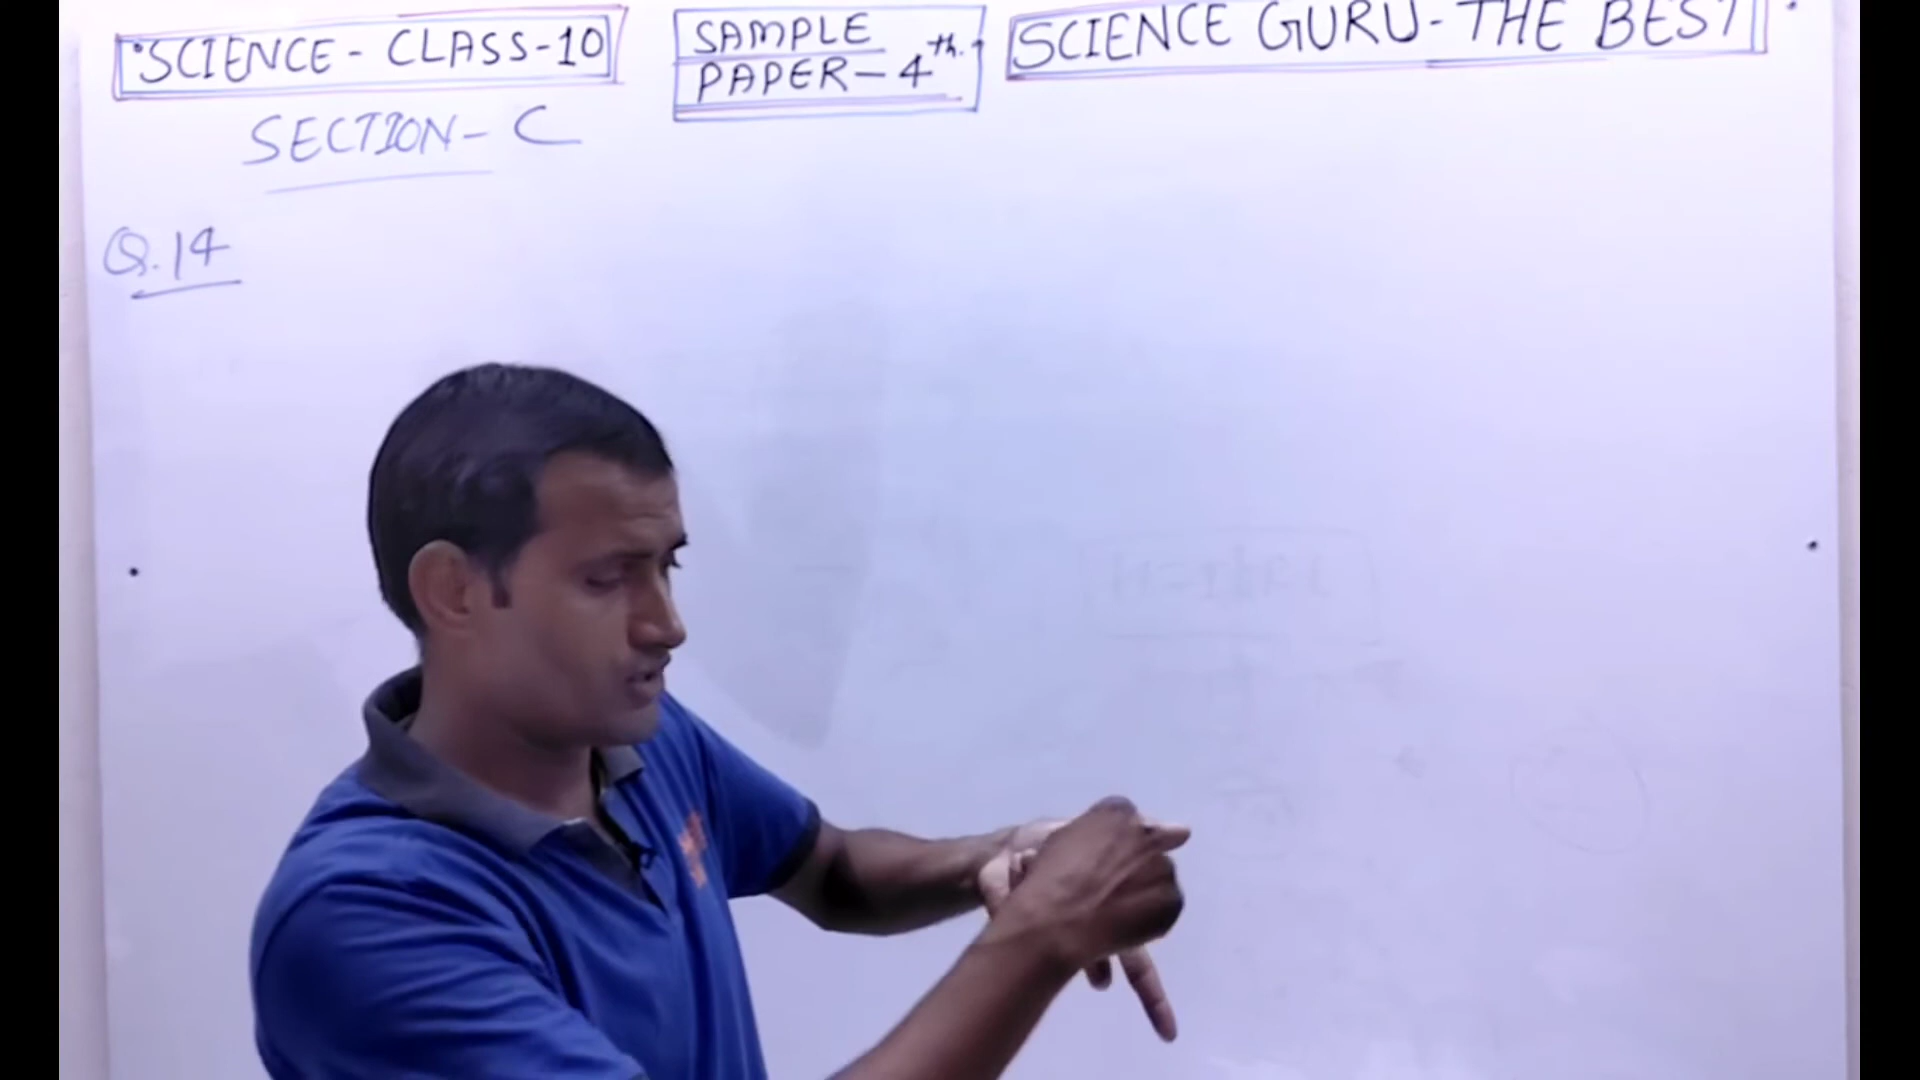 SCIENCE - CLASS-10
SAMPLE
PAPER - 4th.
SCIENCE GURU - THE BEST
SECTION - C
Q. 14